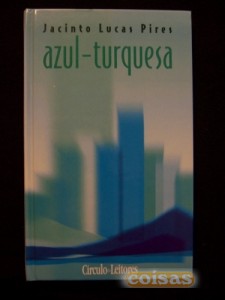 Jacinto Lucas Pires
azul-turquesa
Círculo-Leitores
coisas